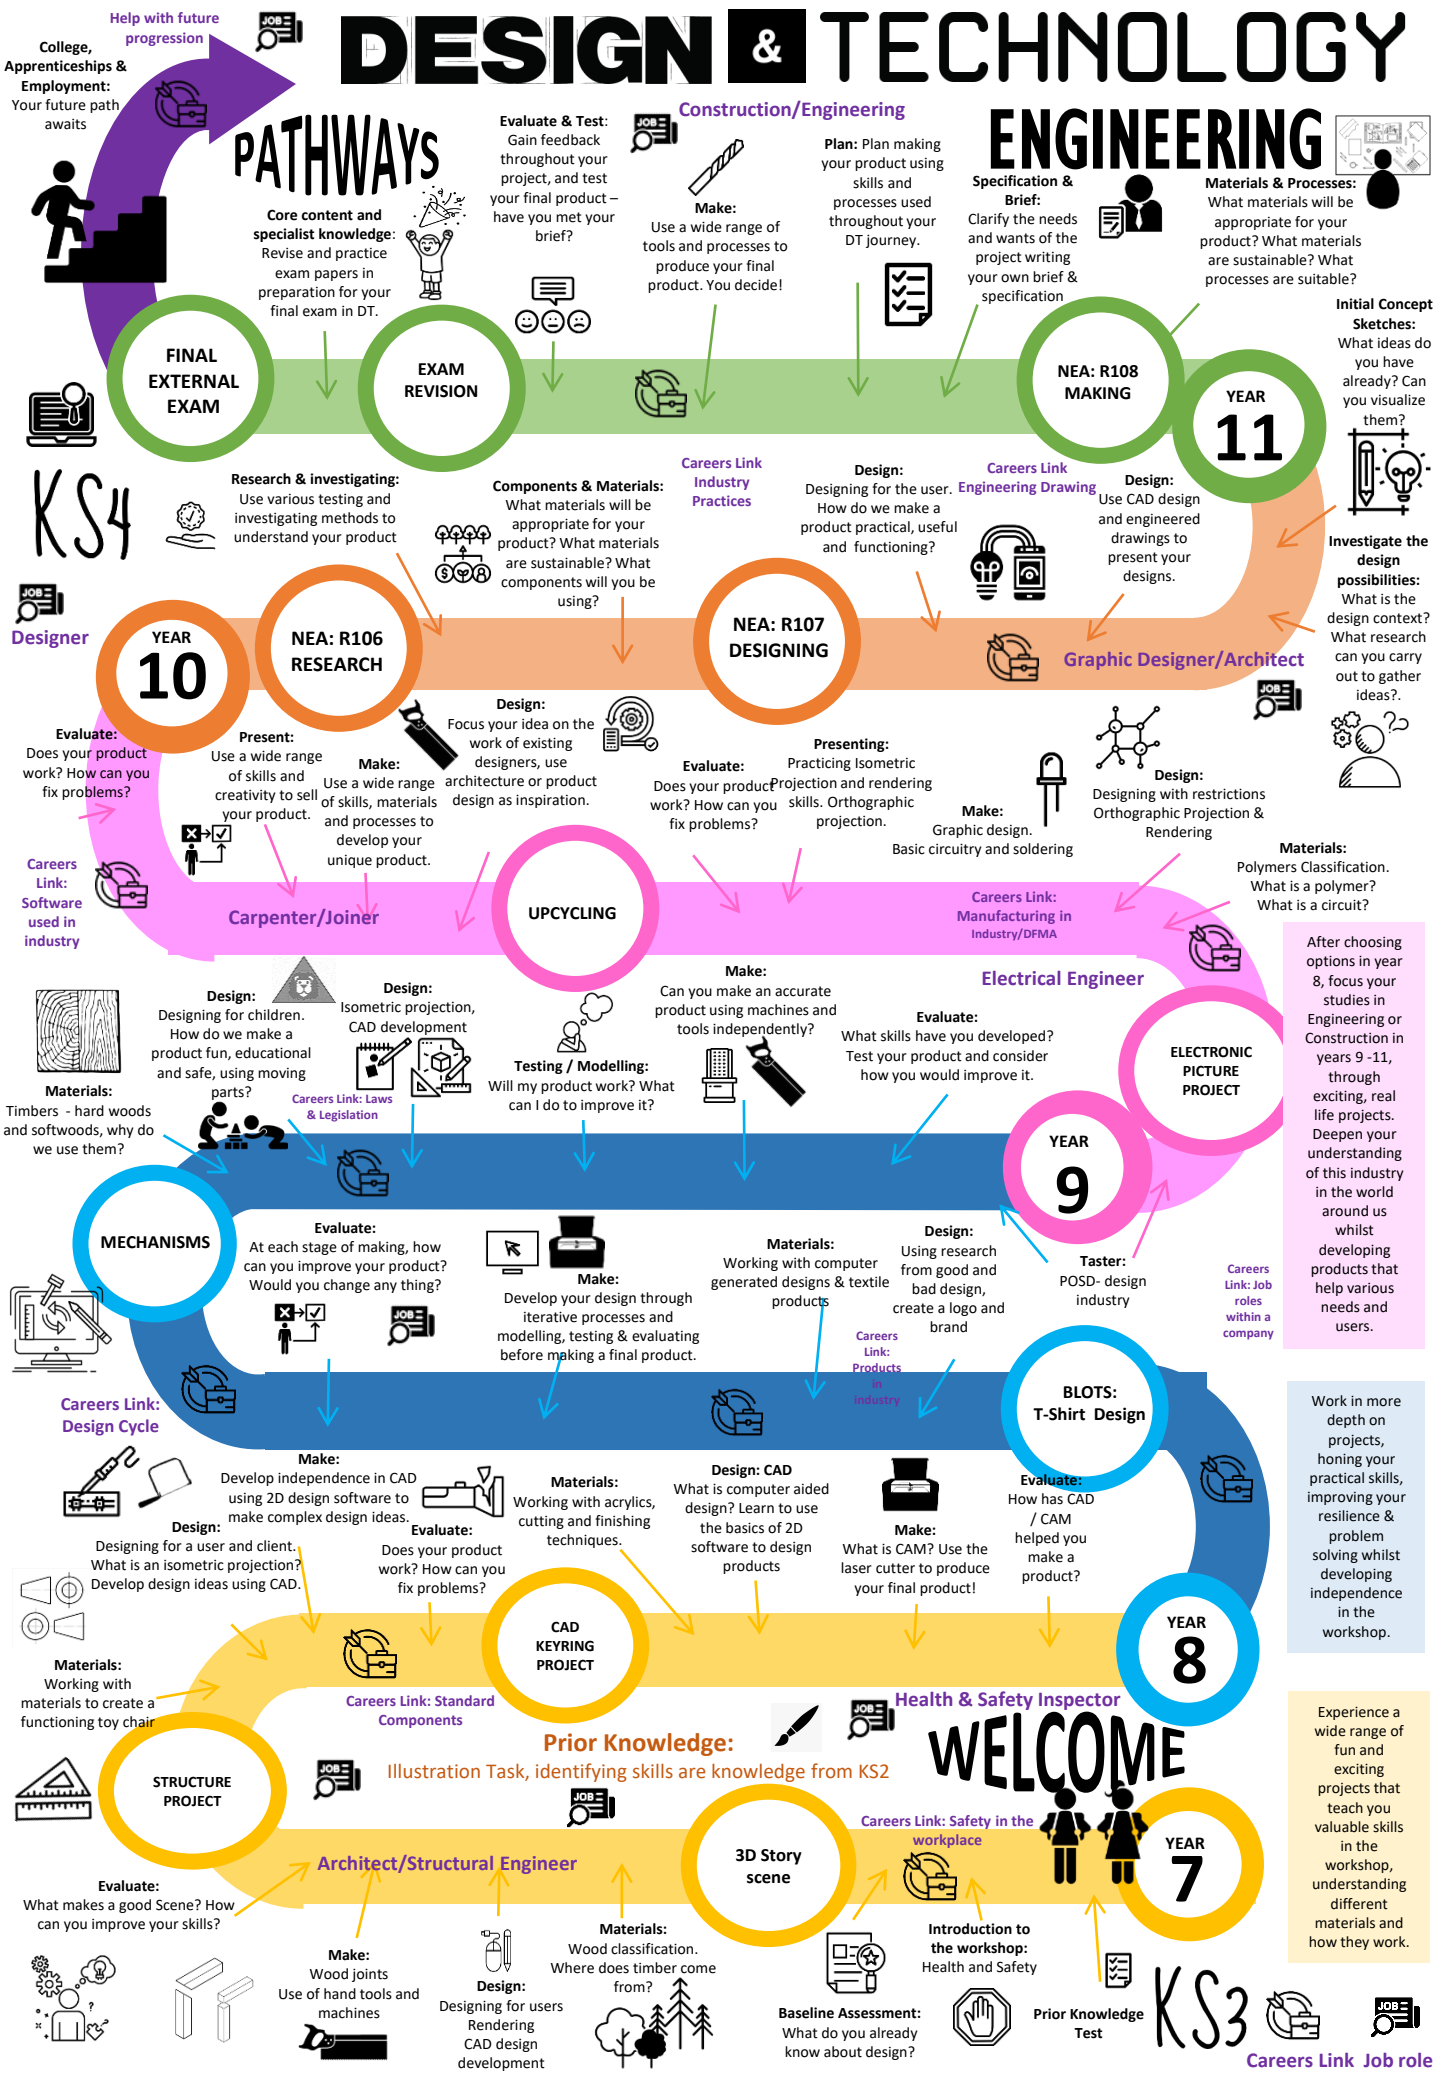 DESIGN & TECHNOLOGY
Help with future
progression
College,
Apprenticeships &
Employment:
Your future path
awaits
PATHWAYS
ENGINEERING
Core content and
specialist knowledge:
Revise and practice
exam papers in
preparation for your
final exam in DT.
Evaluate & Test:
Gain feedback
throughout your
project, and test
your final product –
have you met your
brief?
JOB
Construction/Engineering
Make:
Use a wide range of
tools and processes to
produce your final
product. You decide!
Plan: Plan making
your product using
skills and
processes used
throughout your
DT journey.
Specification &
Brief:
Clarify the needs
and wants of the
project writing
your own brief &
specification
Materials & Processes:
What materials will be
appropriate for your
product? What materials
are sustainable? What
processes are suitable?
Initial Concept
Sketches:
What ideas do
you have
already? Can
you visualize
them?
FINAL
EXTERNAL
EXAM
EXAM
REVISION
NEA: R108
MAKING
YEAR
11
KS4
Research & investigating:
Use various testing and
investigating methods to
understand your product
Components & Materials:
What materials will be
appropriate for your
product? What materials
are sustainable? What
components will you be
using?
Careers Link
Industry
Practices
Design:
Designing for the user.
How do we make a
product practical, useful
and functioning?
Careers Link
Engineering Drawing
Design:
Use CAD design
and engineered
drawings to
present your
designs.
Investigate the
design
possibilities:
What is the
design context?
What research
can you carry
out to gather
ideas?.
JOB
Designer
YEAR
10
NEA: R106
RESEARCH
NEA: R107
DESIGNING
Graphic Designer/Architect
JOB
Evaluate:
Does your product
work? How can you
fix problems?
Present:
Use a wide range
of skills and
creativity to sell
your product.
Make:
Use a wide range
of skills, materials
and processes to
develop your
unique product.
Design:
Focus your idea on the
work of existing
designers, use
architecture or product
design as inspiration.
Evaluate:
Does your product
work? How can you
fix problems?
Presenting:
Practicing Isometric
Projection and rendering
skills. Orthographic
projection.
Make:
Graphic design.
Basic circuitry and soldering
Design:
Designing with restrictions
Orthographic Projection &
Rendering
Materials:
Polymers Classification.
What is a polymer?
What is a circuit?
Careers
Link:
Software
used in
industry
Carpenter/Joiner
UPCYCLING
Careers Link:
Manufacturing in
Industry/DFMA
Electrical Engineer
After choosing
options in year
8, focus your
studies in
Engineering or
Construction in
years 9 -11,
through
exciting, real
life projects.
Deepen your
understanding
of this industry
in the world
around us
whilst
developing
products that
help various
needs and
users.
Materials:
Timbers - hard woods
and softwoods, why do
we use them?
Design:
Designing for children.
How do we make a
product fun, educational
and safe, using moving
parts?
Design:
Isometric projection,
CAD development
Careers Link: Laws
& Legislation
Testing / Modelling:
Will my product work? What
can I do to improve it?
Make:
Can you make an accurate
product using machines and
tools independently?
Evaluate:
What skills have you developed?
Test your product and consider
how you would improve it.
ELECTRONIC
PICTURE
PROJECT
YEAR
9
MECHANISMS
Evaluate:
At each stage of making, how
can you improve your product?
Would you change any thing?
JOB
Make:
Develop your design through
iterative processes and
modelling, testing & evaluating
before making a final product.
Materials:
Working with computer
generated designs & textile
products
Careers
Link:
Products
in
industry
Design:
Using research
from good and
bad design,
create a logo and
brand
Taster:
POSD- design
industry
Careers
Link: Job
roles
within a
company
BLOTS:
T-Shirt Design
Careers Link:
Design Cycle
Work in more
depth on
projects,
honing your
practical skills,
improving your
resilience &
problem
solving whilst
developing
independence
in the
workshop.
Make:
Develop independence in CAD
using 2D design software to
make complex design ideas.
Design:
Designing for a user and client.
What is an isometric projection?
Develop design ideas using CAD.
Evaluate:
Does your product
work? How can you
fix problems?
Materials:
Working with acrylics,
cutting and finishing
techniques.
Design: CAD
What is computer aided
design? Learn to use
the basics of 2D
software to design
products
Make:
What is CAM? Use the
laser cutter to produce
your final product!
Evaluate:
How has CAD
/ CAM
helped you
make a
product?
CAD
KEYRING
PROJECT
YEAR
8
Materials:
Working with
materials to create a
functioning toy chair
Careers Link: Standard
Components
JOB
Health & Safety Inspector
WELCOME
Prior Knowledge:
Illustration Task, identifying skills are knowledge from KS2
JOB
JOB
STRUCTURE
PROJECT
Architect/Structural Engineer
3D Story
scene
Careers Link: Safety in the
workplace
YEAR
7
Experience a
wide range of
fun and
exciting
projects that
teach you
valuable skills
in the
workshop,
understanding
different
materials and
how they work.
Evaluate:
What makes a good Scene? How
can you improve your skills?
Make:
Wood joints
Use of hand tools and
machines
Design:
Designing for users
Rendering
CAD design
development
Materials:
Wood classification.
Where does timber come
from?
Baseline Assessment:
What do you already
know about design?
Introduction to
the workshop:
Health and Safety
Prior Knowledge
Test
KS3
JOB
Careers Link Job role